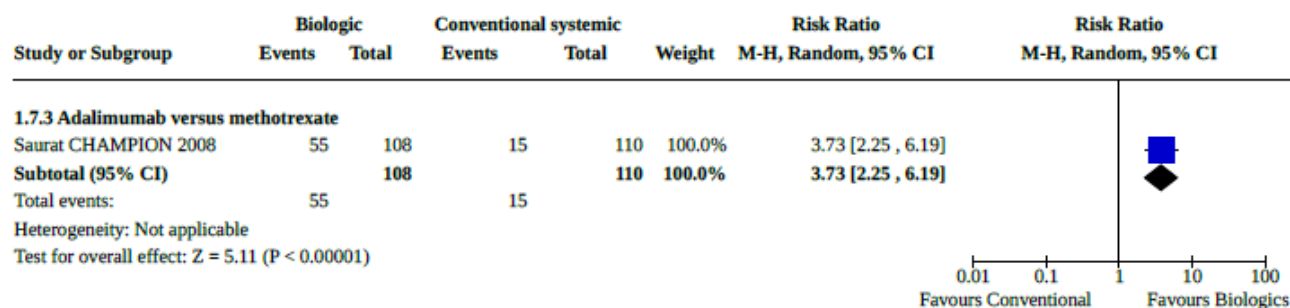 Biologic Conventional systemic Risk Ratio Risk Ratio
Study or Subgroup Events Total Events Total Weight M-H, Random, 95% CI M-H, Random, 95% CI
1.7.3 Adalimumab versus methotrexate
Saurat CHAMPION 2008 55 108 15 110 100.0% 3.73 [2.25 , 6.19]
Subtotal (95% CI) 108 110 100.0% 3.73 [2.25 , 6.19]
Total events: 55 15
Heterogeneity: Not applicable
Test for overall effect: Z = 5.11 (P < 0.00001)
0.01 0.1 1 10 100
Favours Conventional Favours Biologics